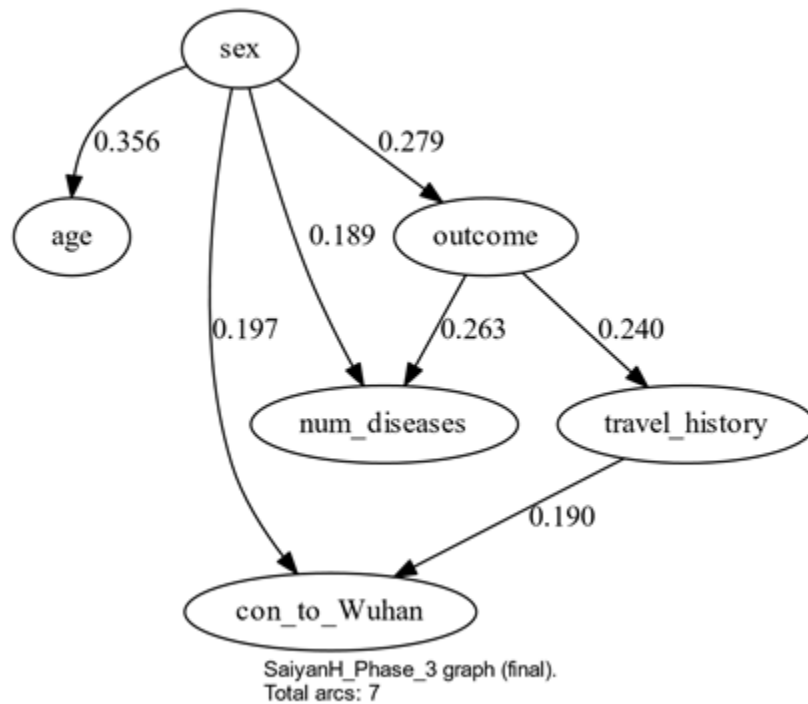 sex
0.356
0.279
age
0.189
outcome
0.197
0.263
0.240
num_diseases
travel_history
0.190
con_to_Wuhan
SaiyanH_Phase_3 graph (final).
Total arcs: 7